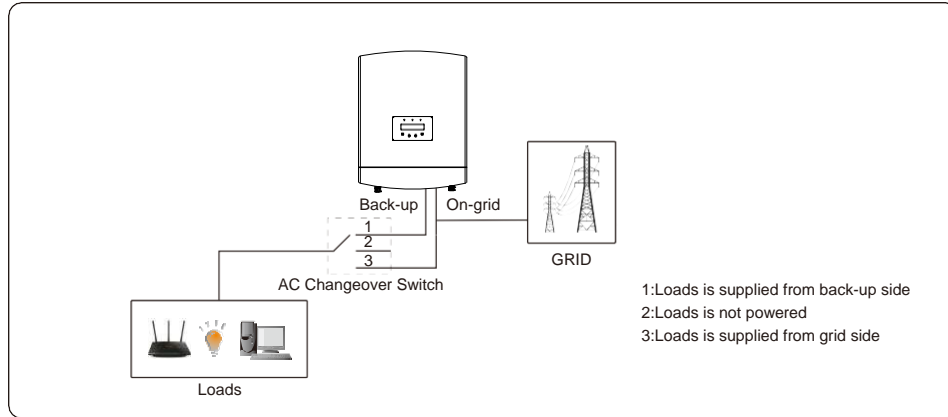 Back-up
On-grid
1
2
3
AC Changeover Switch
GRID
Loads
1:Loads is supplied from back-up side
2:Loads is not powered
3:Loads is supplied from grid side